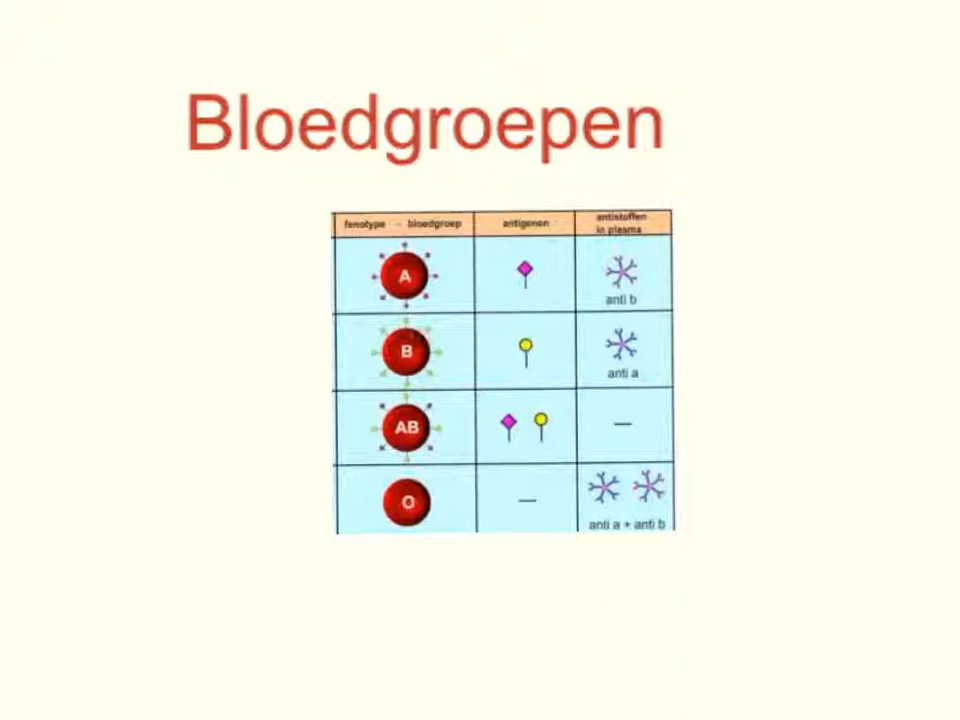 Bloedgroepen
fenotype - bloedgroep antigenen antistoffen in plasma
A
anti b
B
anti a
AB
—
O —
anti a + anti b